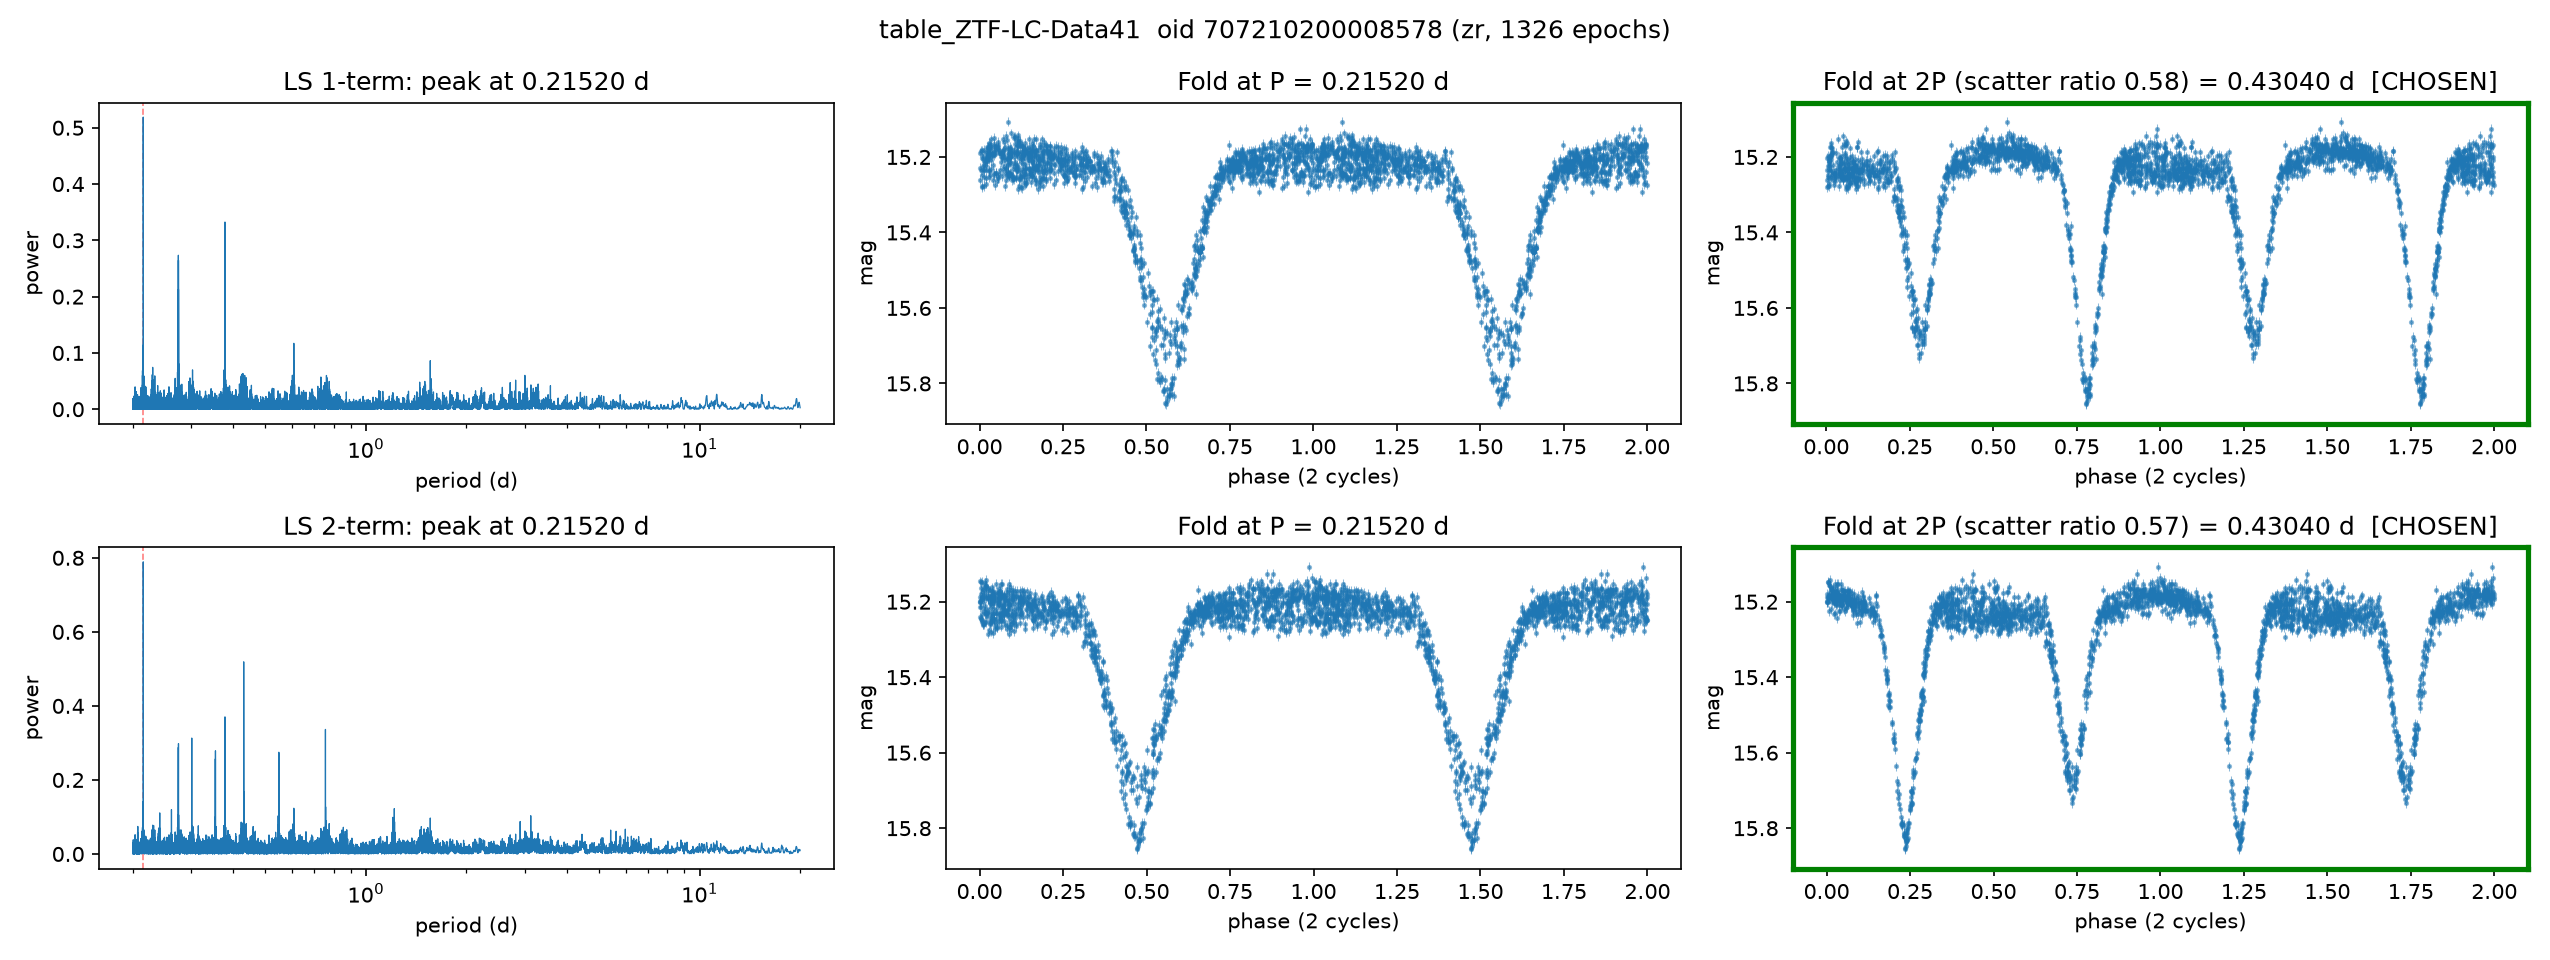 table_ZTF-LC-Data41  oid 707210200008578 (zr, 1326 epochs)
LS 1-term: peak at 0.21520 d
power
0.5
0.4
0.3
0.2
0.1
0.0
10⁰
10¹
period (d)
Fold at P = 0.21520 d
mag
15.2
15.4
15.6
15.8
0.00 0.25 0.50 0.75 1.00 1.25 1.50 1.75 2.00
phase (2 cycles)
Fold at 2P (scatter ratio 0.58) = 0.43040 d  [CHOSEN]
mag
15.2
15.4
15.6
15.8
0.00 0.25 0.50 0.75 1.00 1.25 1.50 1.75 2.00
phase (2 cycles)
LS 2-term: peak at 0.21520 d
power
0.8
0.6
0.4
0.2
0.0
10⁰
10¹
period (d)
Fold at P = 0.21520 d
mag
15.2
15.4
15.6
15.8
0.00 0.25 0.50 0.75 1.00 1.25 1.50 1.75 2.00
phase (2 cycles)
Fold at 2P (scatter ratio 0.57) = 0.43040 d  [CHOSEN]
mag
15.2
15.4
15.6
15.8
0.00 0.25 0.50 0.75 1.00 1.25 1.50 1.75 2.00
phase (2 cycles)